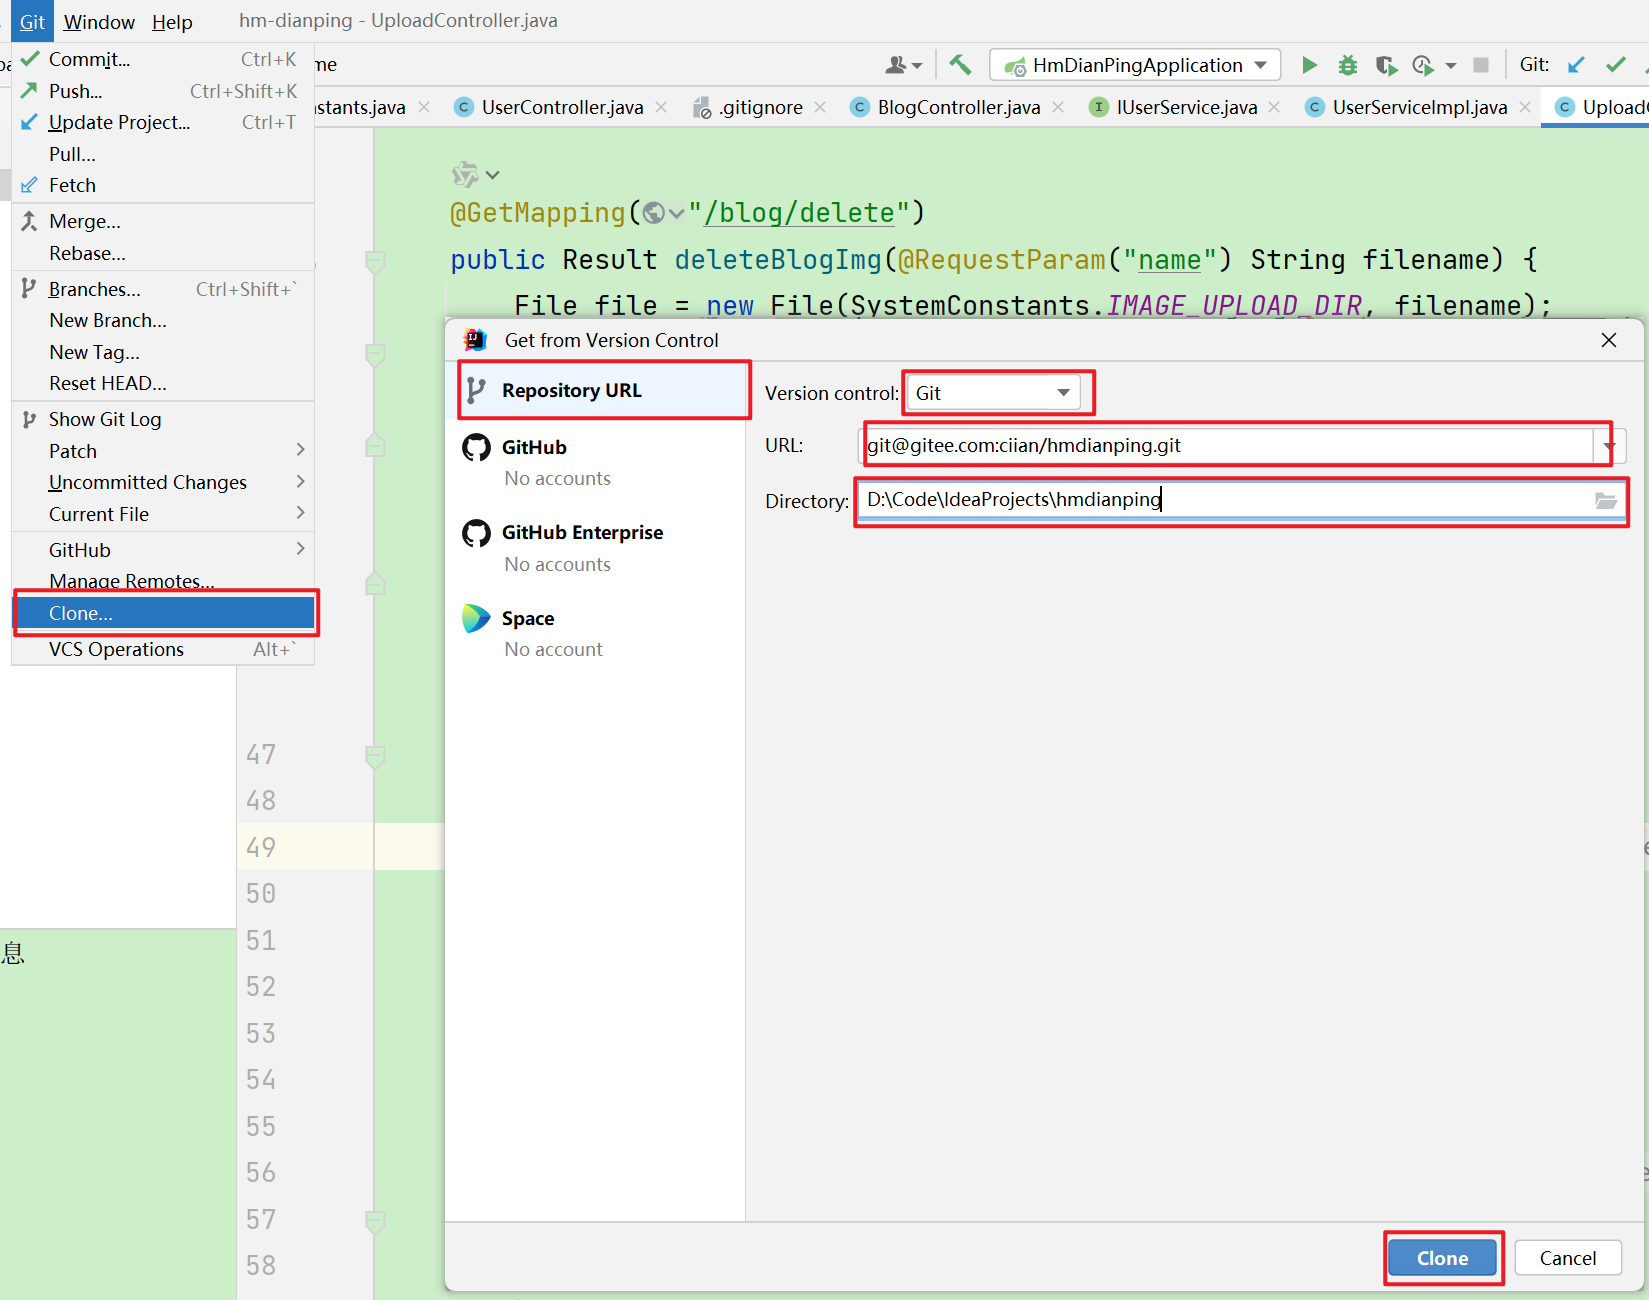 Git Window Help hm-dianping - UploadController.java
Commit... Ctrl+K
Push... Ctrl+Shift+K
Update Project... Ctrl+T
Pull...
Fetch
Merge...
Rebase...
Branches... Ctrl+Shift+`
New Branch...
New Tag...
Reset HEAD...
Show Git Log
Patch
Uncommitted Changes
Current File
GitHub
Manage Remotes...
Clone...
VCS Operations Alt+`
me
HmDianPingApplication Git:
nstants.java UserController.java .gitignore BlogController.java IUserService.java UserServiceImpl.java Upload
@GetMapping("/blog/delete")
public Result deleteBlogImg(@RequestParam("name") String filename) {
File file = new File(SystemConstants.IMAGE_UPLOAD_DIR, filename);
Get from Version Control
Repository URL
GitHub
No accounts
GitHub Enterprise
No accounts
Space
No account
Version control: Git
URL: git@gitee.com:ciian/hmdianping.git
Directory: D:\Code\IdeaProjects\hmdianping
Clone Cancel
47
48
49
50
51
52
53
54
55
56
57
58
息